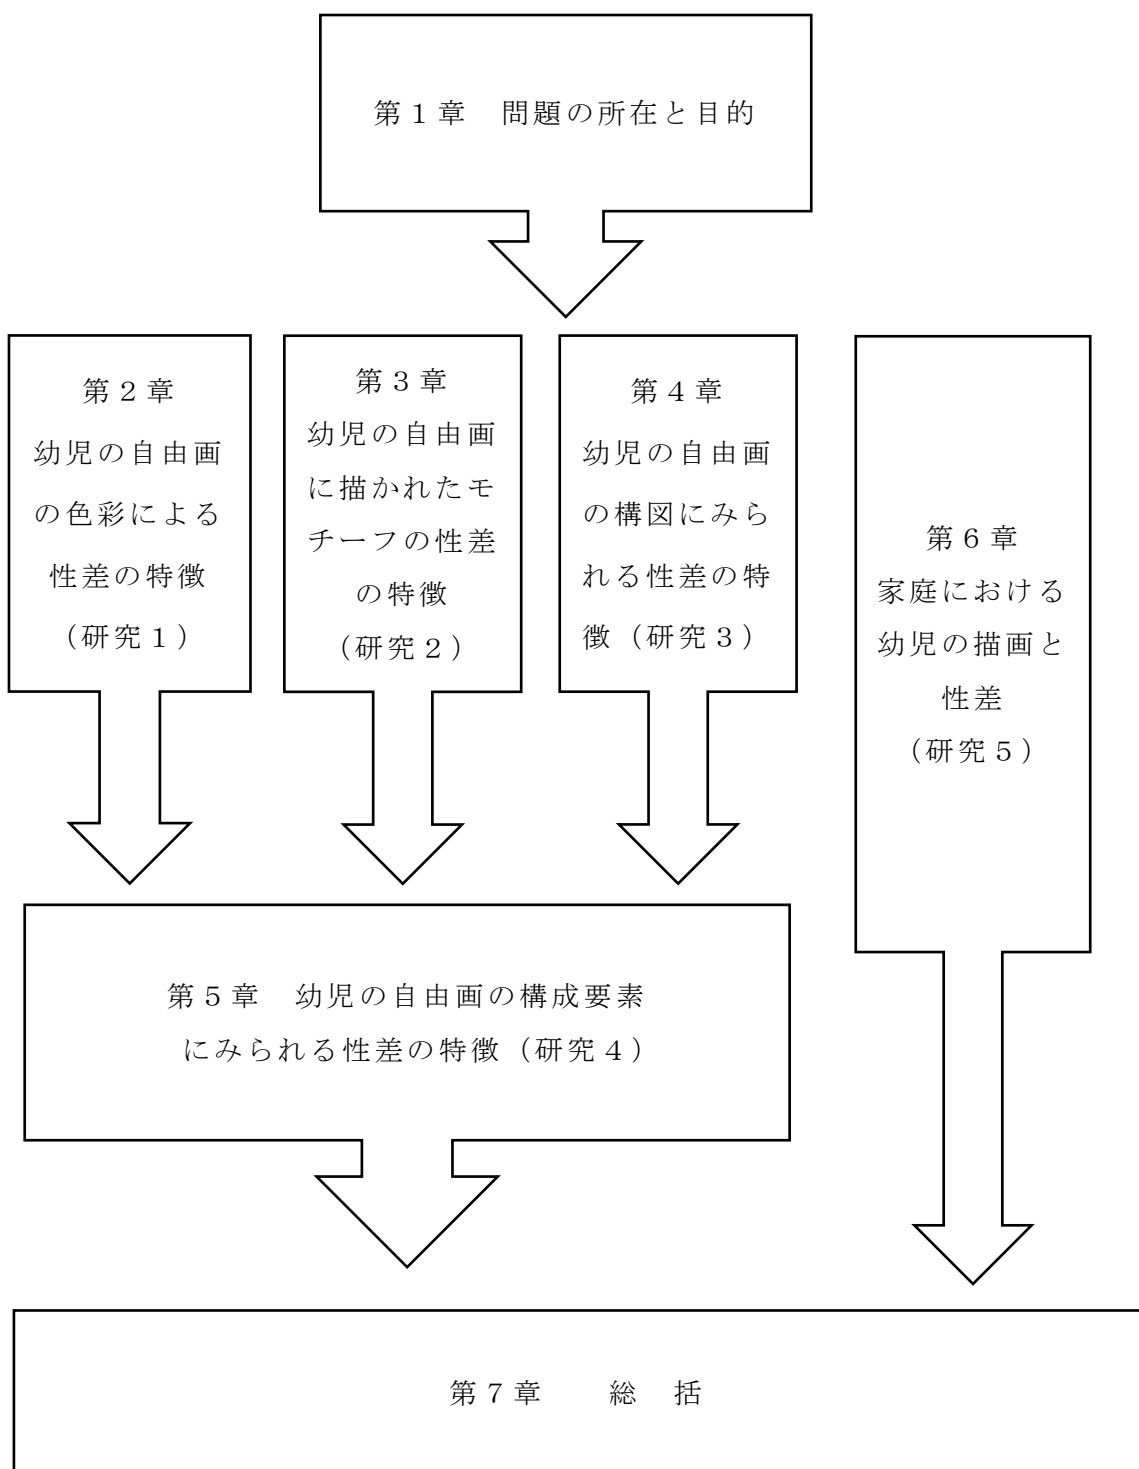 第１章　問題の所在と目的
第２章
幼児の自由画
の色彩による
性差の特徴
（研究１）
第３章
幼児の自由画
に描かれたモ
チーフの性差
の特徴
（研究２）
第４章
幼児の自由画
の構図にみら
れる性差の特
徴（研究３）
第６章
家庭における
幼児の描画と
性差
（研究５）
第５章　幼児の自由画の構成要素
にみられる性差の特徴（研究４）
第７章　　総　括